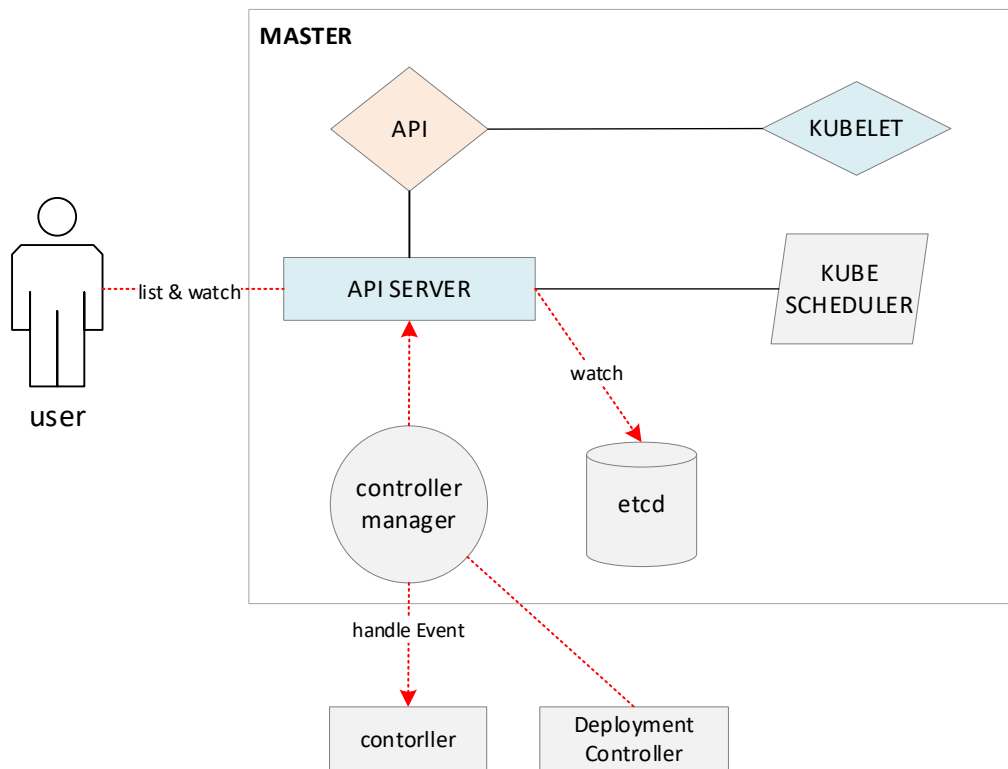 MASTER
API
KUBELET
list & watch
API SERVER
KUBE
SCHEDULER
watch
user
controller
manager
etcd
handle Event
contorller
Deployment
Controller